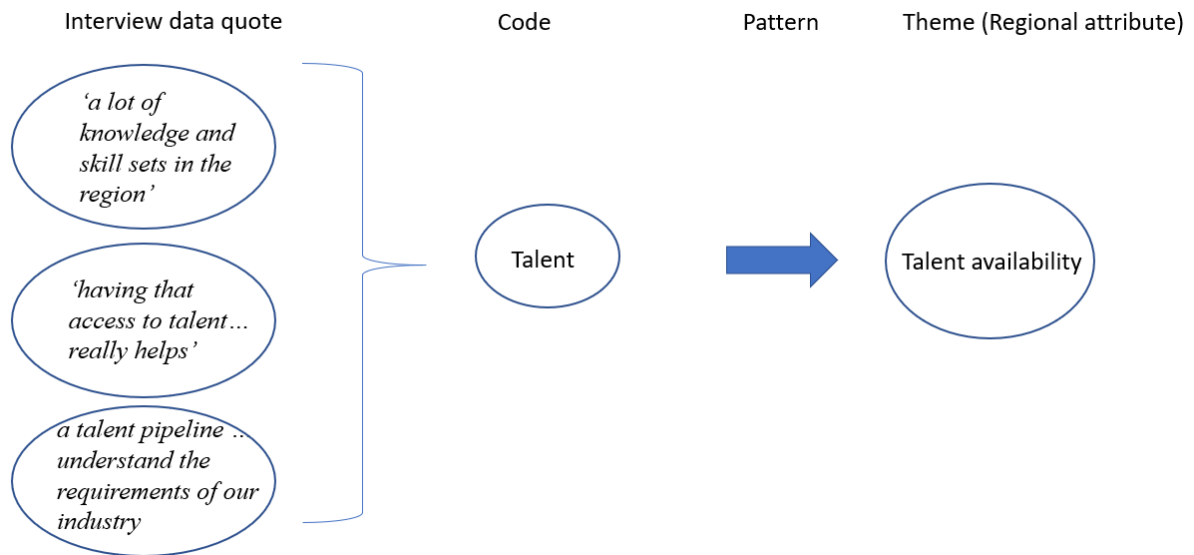 Interview data quote
Code
Pattern
Theme (Regional attribute)
‘a lot of
knowledge and
skill sets in the
region’
‘having that
access to talent…
really helps’
a talent pipeline …
understand the
requirements of our
industry
Talent
Talent availability